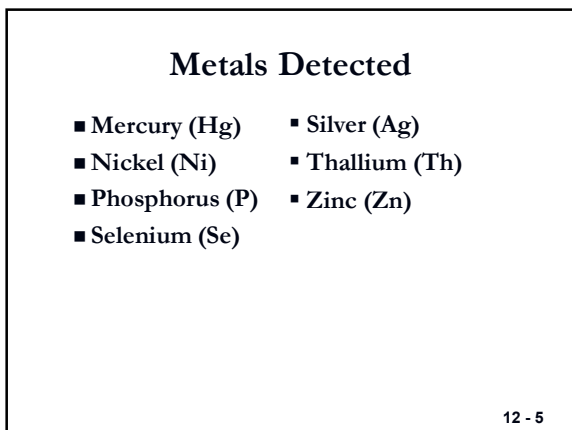 Metals Detected
■ Mercury (Hg)
■ Nickel (Ni)
■ Phosphorus (P)
■ Selenium (Se)
▪ Silver (Ag)
▪ Thallium (Th)
▪ Zinc (Zn)
12 - 5